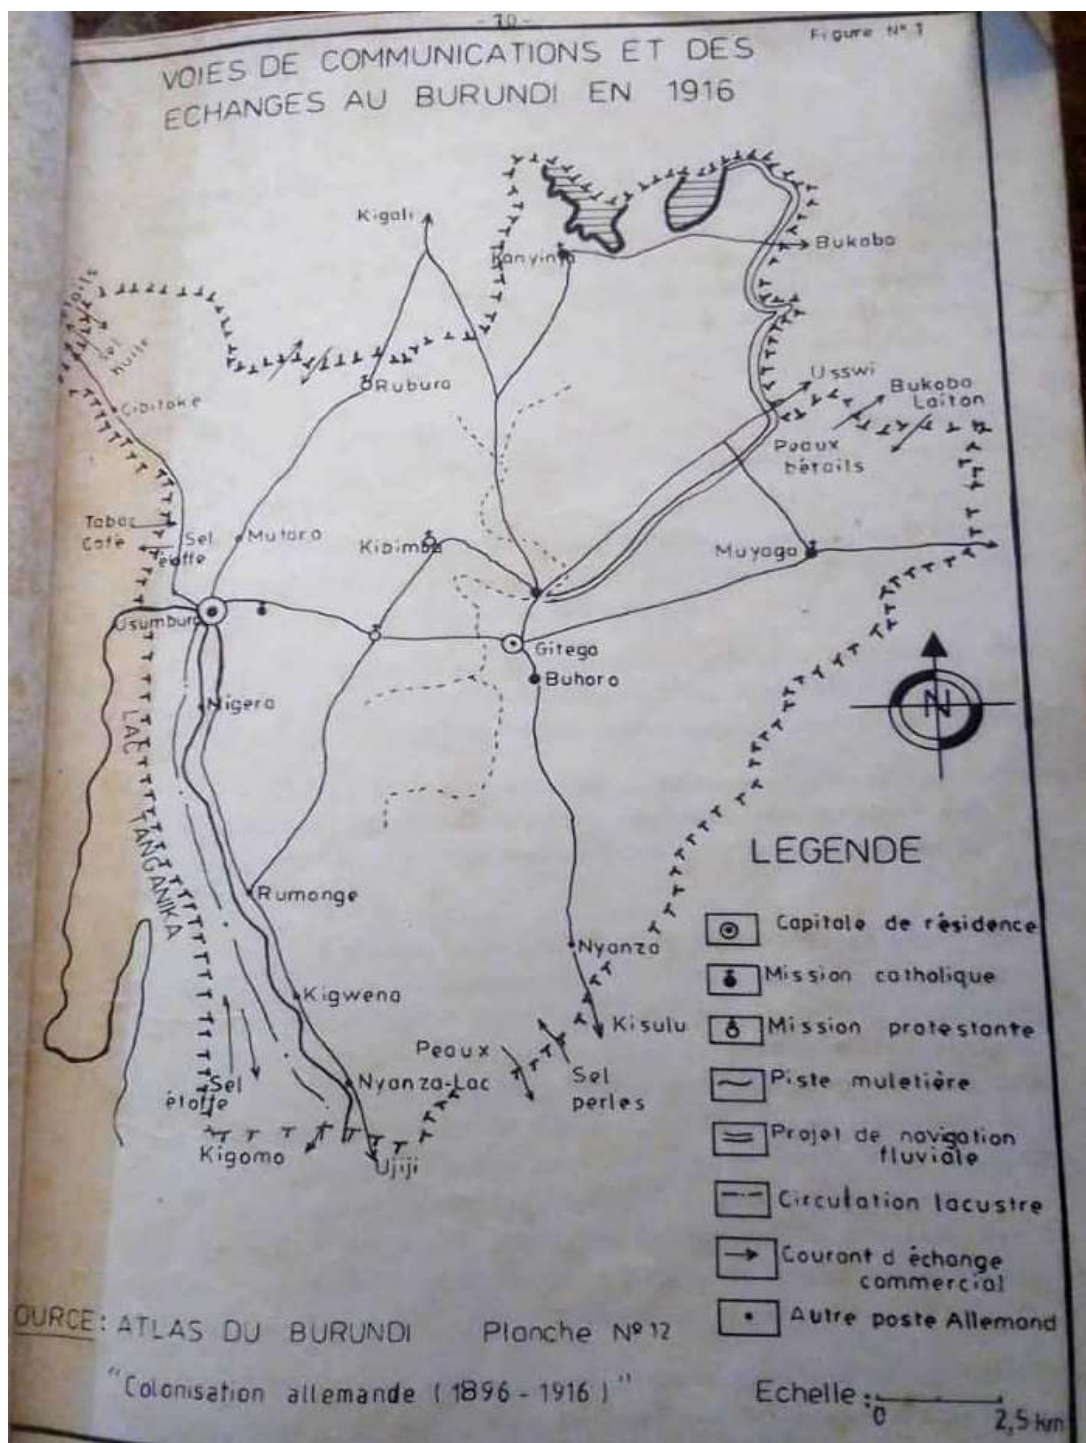 - 10 -
Figure N° 1
VOIES DE COMMUNICATIONS ET DES
ECHANGES AU BURUNDI EN 1916
Kigali
Kanyinya
Bukoba
Sel
huile
Ruburo
Cibitoke
Usswi
Bukoba
Laiton
Peaux
bétails
Tabac
Café
Sel
étoffe
Mutara
Kibimba
Muyaga
Usumbura
Gitega
Buhoro
Nigera
N
LAC
TANGANIKA
Rumonge
Nyanza
Kigwena
Kisulu
Peaux
Nyanza-Lac
Sel
perles
Sel
étoffe
Kigomo
Ujiji
LEGENDE
Capitale de résidence
Mission catholique
Mission protestante
Piste muletière
Projet de navigation
fluviale
Circulation lacustre
Courant d échange
commercial
Autre poste Allemand
OURCE: ATLAS DU BURUNDI Planche N° 12
"Colonisation allemande (1896 - 1916)"
Echelle :
0 2,5 km